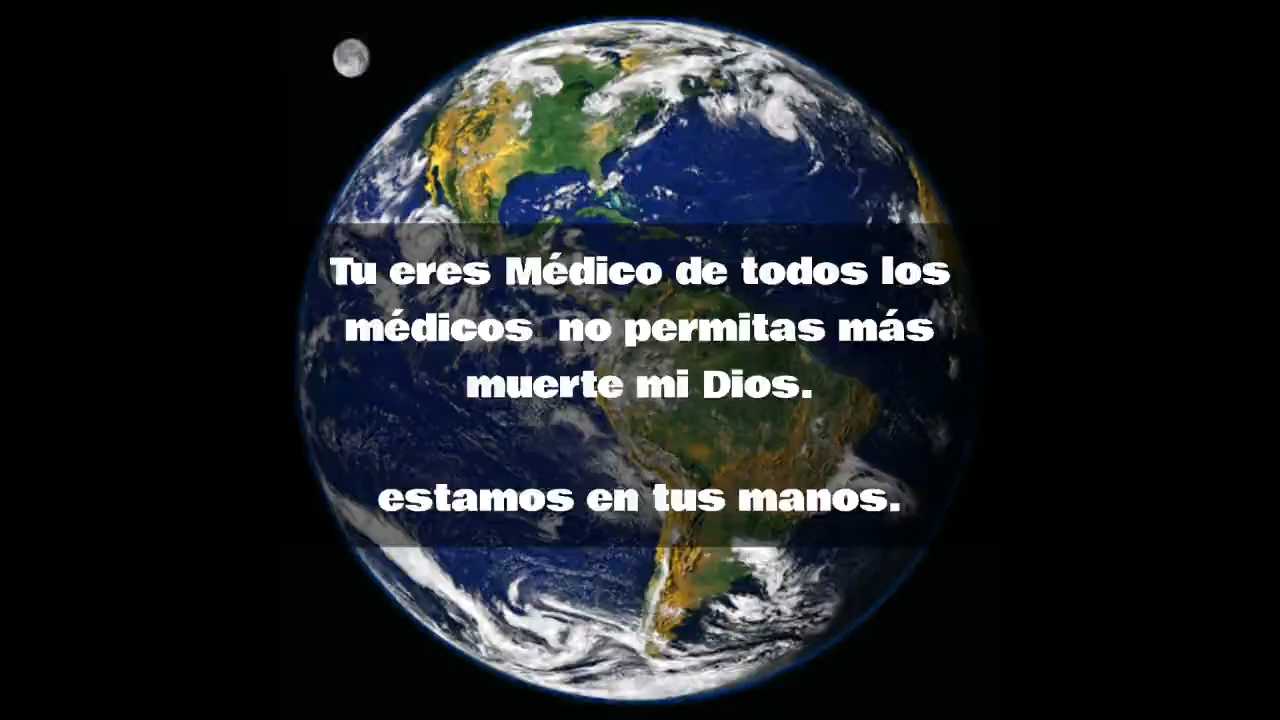 Tu eres Médico de todos los
médicos  no permitas más
muerte mi Dios.
estamos en tus manos.